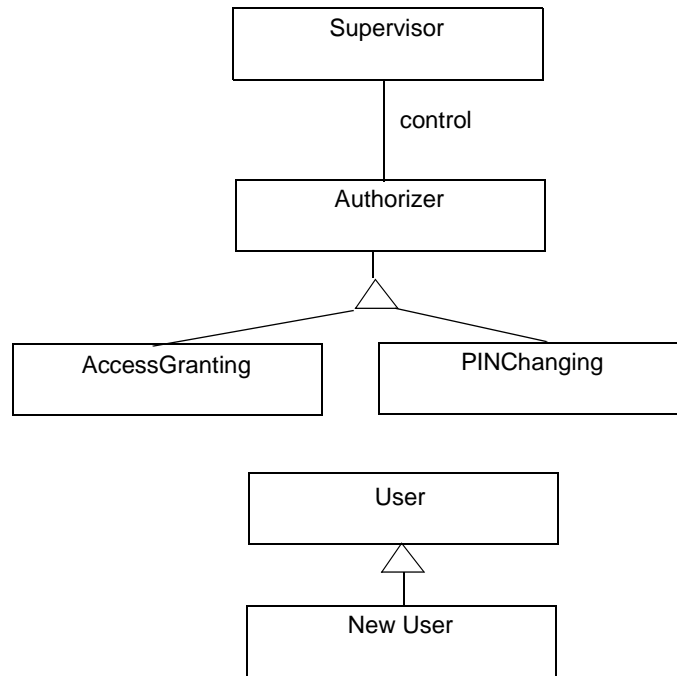 Supervisor
control
Authorizer
AccessGranting
PINChanging
User
New User